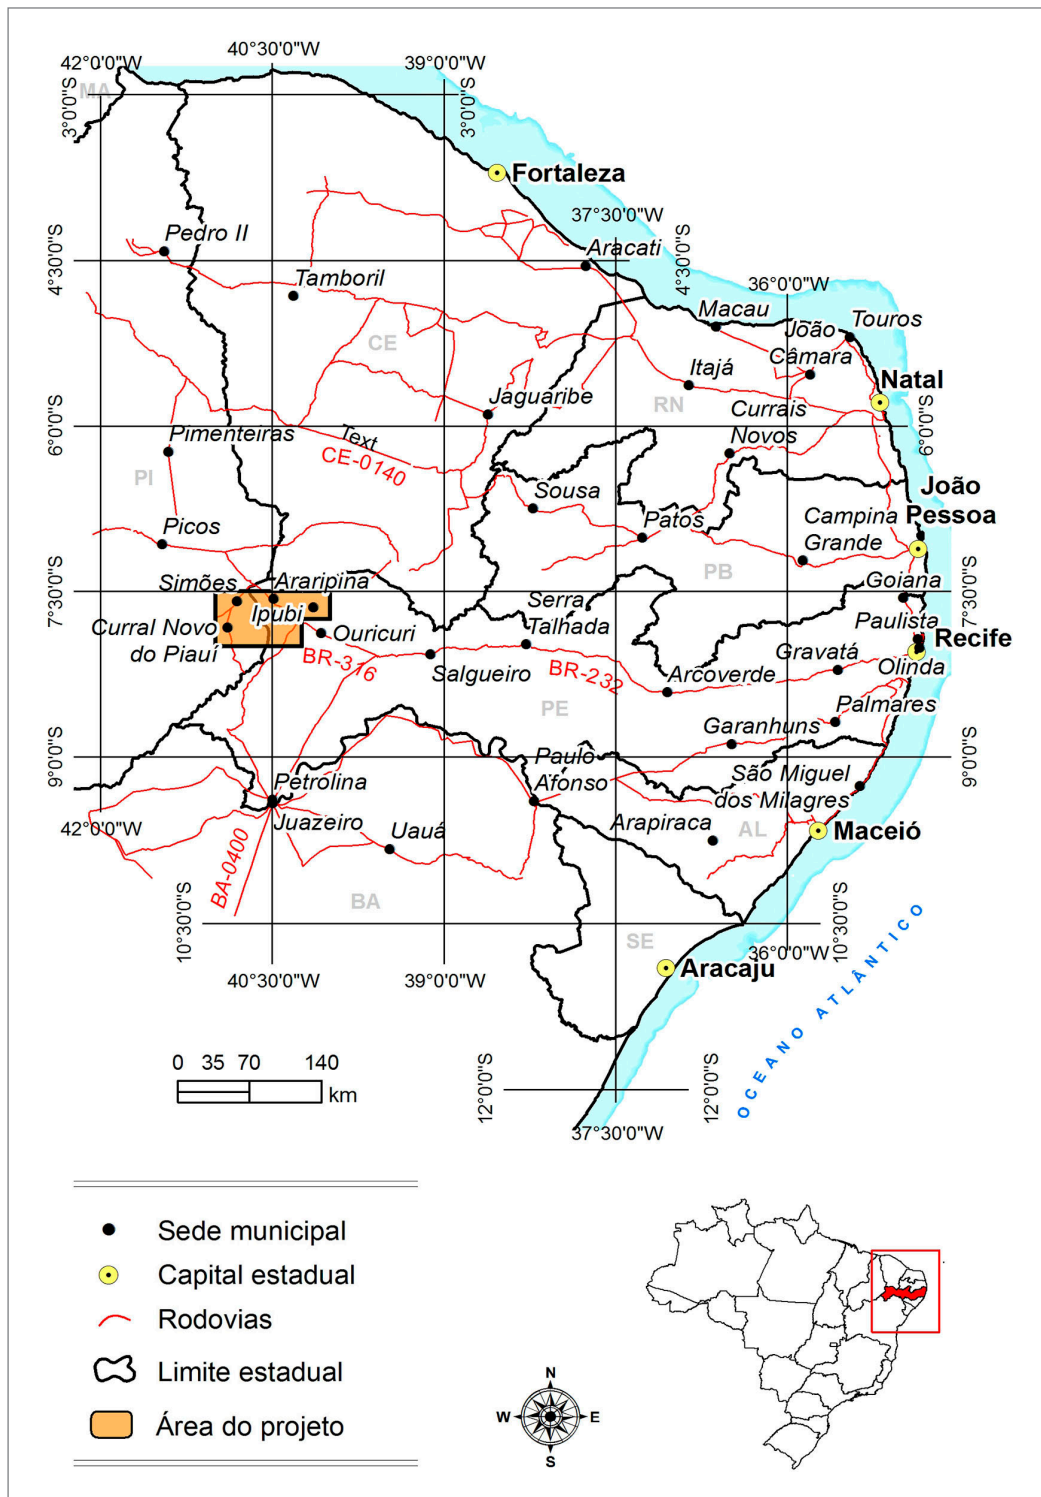 40°30'0"W
42°0'0"W
39°0'0"W
MA
3°0'0"S
3°0'0"S
Fortaleza
37°30'0"W
Pedro II
Aracati
4°30'0"S
4°30'0"S
Tamboril
36°0'0"W
Macau
João
Câmara
Touros
CE
Itajá
Natal
Jaguaribe
RN
Currais
Novos
6°0'0"S
6°0'0"S
Text
CE-0140
Pimenteiras
PI
Sousa
João
Pessoa
Patos
Campina
Grande
Picos
PB
Goiana
Simões
Araripina
7°30'0"S
7°30'0"S
Ipubi
Serra
Talhada
Paulista
Curral Novo
do Piauí
Ouricuri
Recife
BR-316
Salgueiro
BR-232
Gravatá
Olinda
Arcoverde
PE
Palmares
Garanhuns
9°0'0"S
9°0'0"S
Paulo
Afonso
São Miguel
dos Milagres
Petrolina
42°0'0"W
Juazeiro
Uauá
Arapiraca
AL
Maceió
BA-0400
BA
10°30'0"S
10°30'0"S
SE
36°0'0"W
Aracaju
40°30'0"W
39°0'0"W
OCEANO ATLÂNTICO
0 35 70 140
km
12°0'0"S
12°0'0"S
37°30'0"W
Sede municipal
Capital estadual
Rodovias
Limite estadual
Área do projeto
N
W E
S